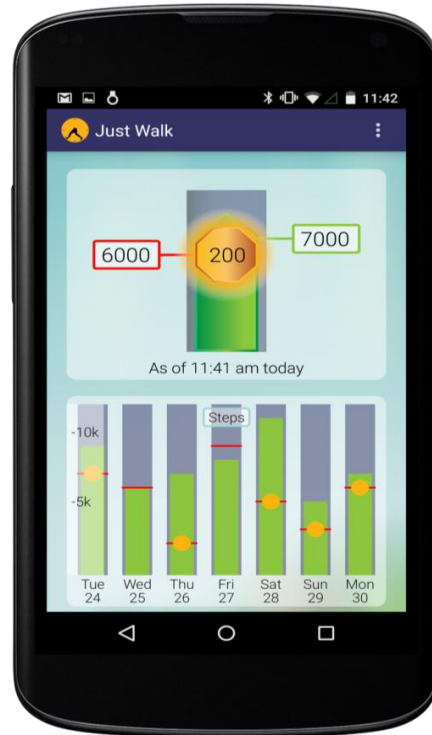 11:42
Just Walk
6000
200
7000
As of 11:41 am today
Steps
-10k
-5k
Tue Wed Thu Fri Sat Sun Mon
24 25 26 27 28 29 30